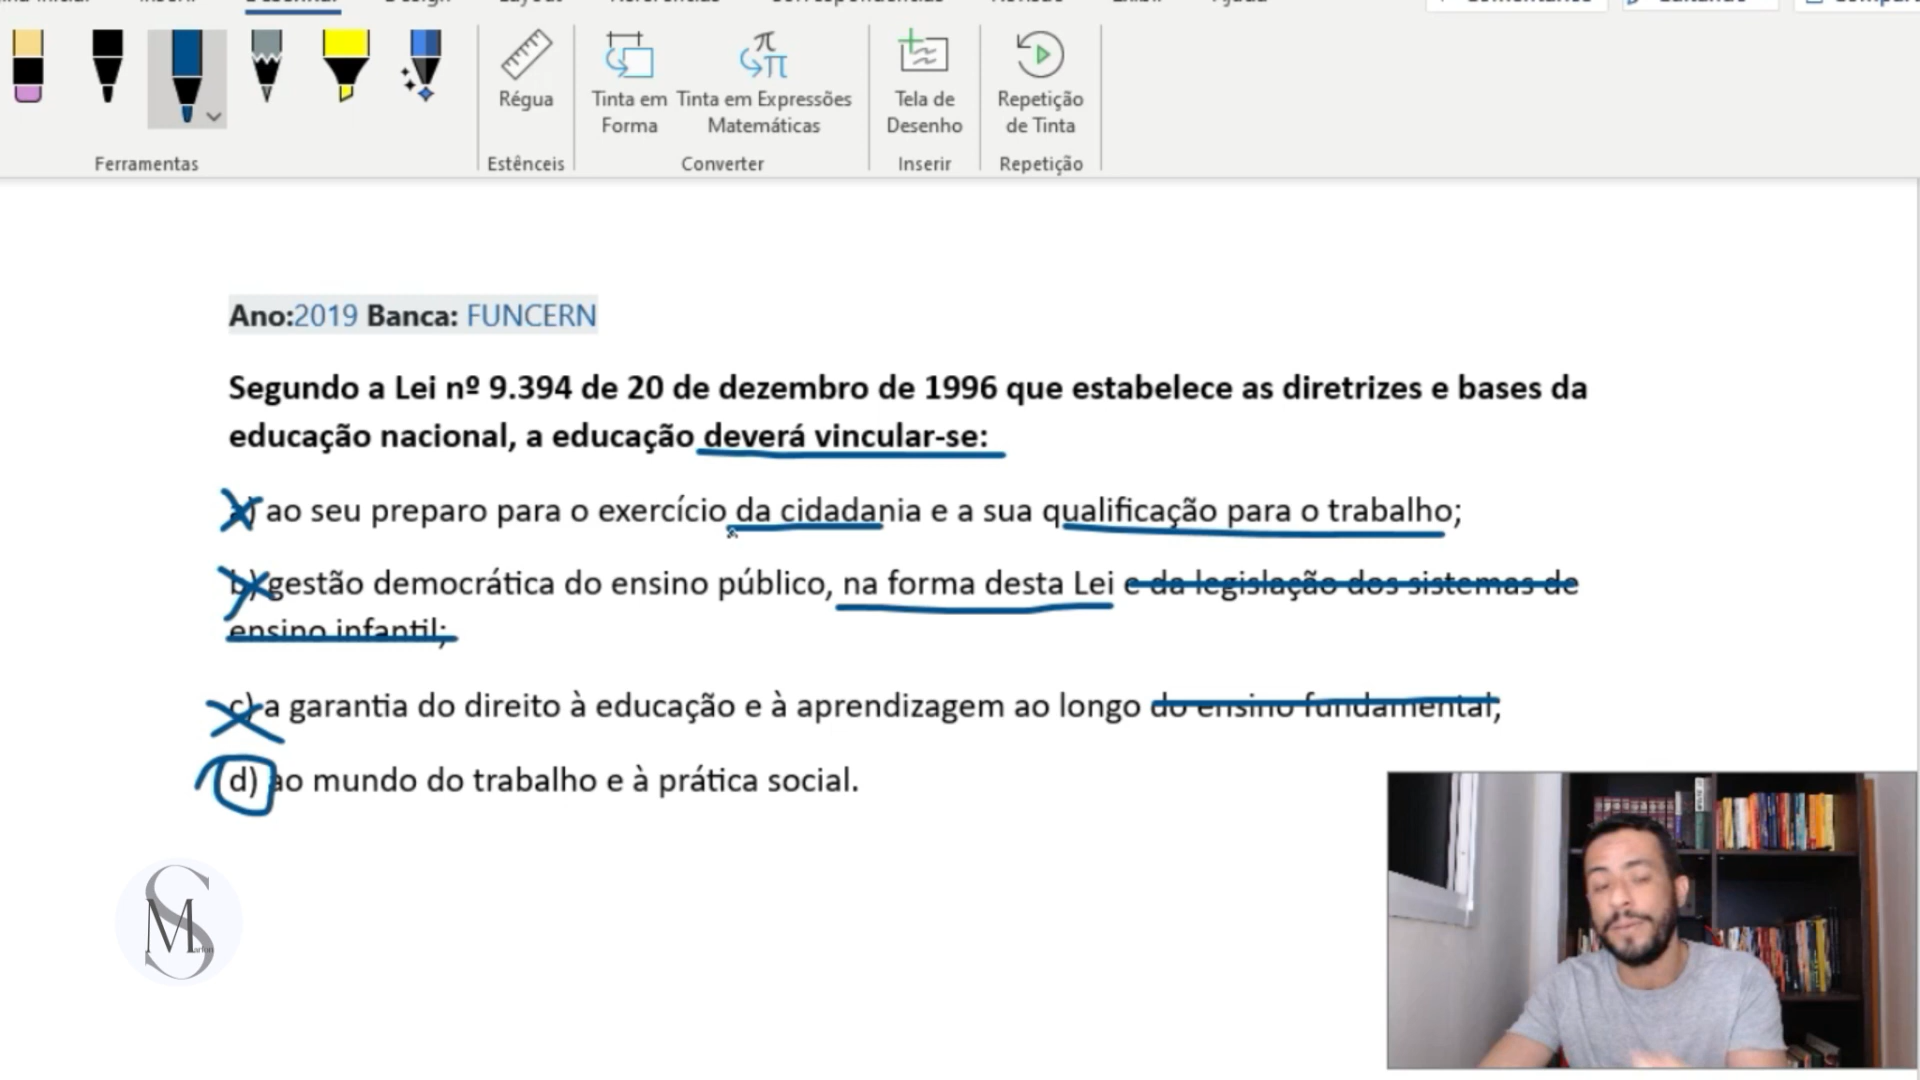 Régua
Tinta em Forma
Tinta em Expressões Matemáticas
Tela de Desenho
Repetição de Tinta
Ferramentas
Estênceis
Converter
Inserir
Repetição
Ano:2019 Banca: FUNCERN
Segundo a Lei nº 9.394 de 20 de dezembro de 1996 que estabelece as diretrizes e bases da
educação nacional, a educação deverá vincular-se:
a) ao seu preparo para o exercício da cidadania e a sua qualificação para o trabalho;
b) gestão democrática do ensino público, na forma desta Lei e da legislação dos sistemas de
ensino infantil;
c) a garantia do direito à educação e à aprendizagem ao longo do ensino fundamental;
d) ao mundo do trabalho e à prática social.
MS